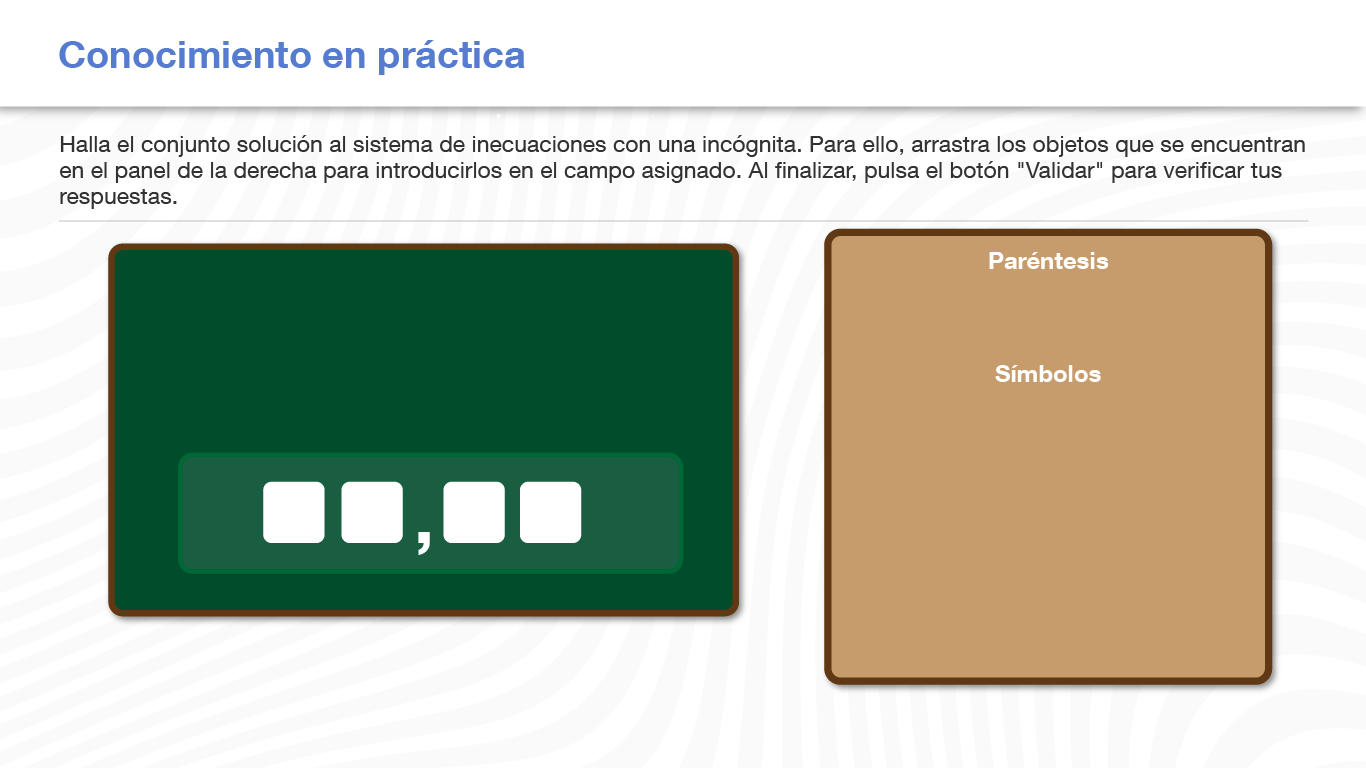 Conocimiento en práctica
Halla el conjunto solución al sistema de inecuaciones con una incógnita. Para ello, arrastra los objetos que se encuentran
en el panel de la derecha para introducirlos en el campo asignado. Al finalizar, pulsa el botón "Validar" para verificar tus
respuestas.
Paréntesis
Símbolos
,